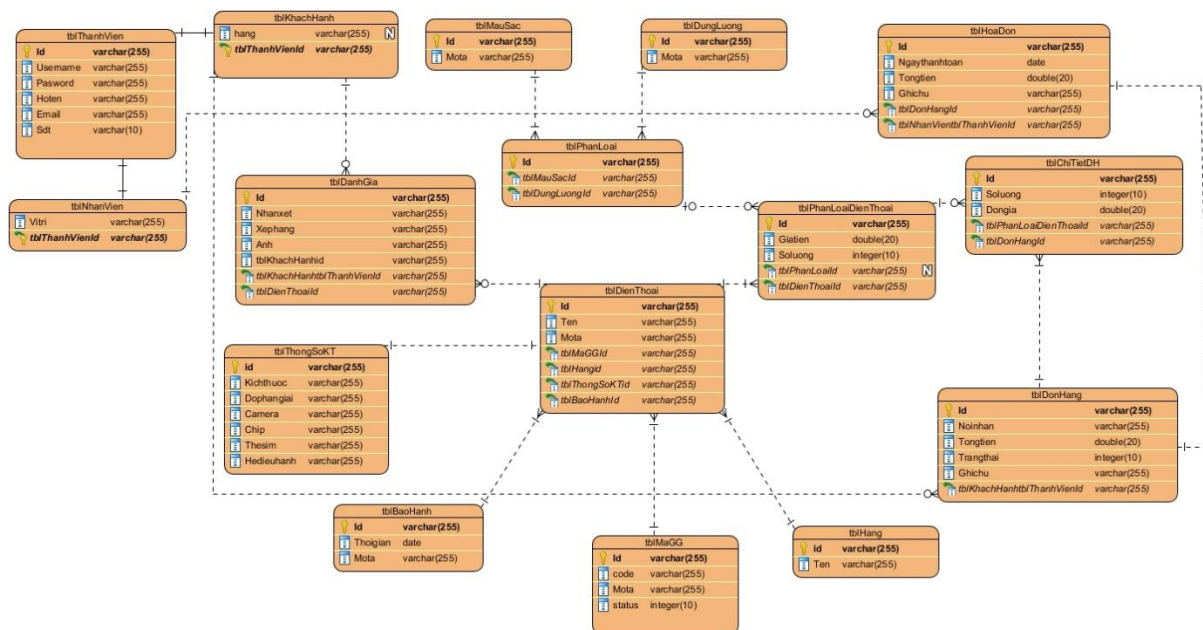 tblThanhVien
Id varchar(255)
Username varchar(255)
Pasword varchar(255)
Hoten varchar(255)
Email varchar(255)
Sdt varchar(10)
tblKhachHanh
hang varchar(255) N
tblThanhVienId varchar(255)
tblMauSac
Id varchar(255)
Mota varchar(255)
tblDungLuong
Id varchar(255)
Mota varchar(255)
tblHoaDon
Id varchar(255)
Ngaythanhtoan date
Tongtien double(20)
Ghichu varchar(255)
tblDonHangId varchar(255)
tblNhanVientblThanhVienId varchar(255)
tblNhanVien
Vitri varchar(255)
tblThanhVienId varchar(255)
tblDanhGia
Id varchar(255)
Nhanxet varchar(255)
Xephang varchar(255)
Anh varchar(255)
tblKhachHanhid varchar(255)
tblKhachHanhtblThanhVienId varchar(255)
tblDienThoaiId varchar(255)
tblPhanLoai
Id varchar(255)
tblMauSacId varchar(255)
tblDungLuongId varchar(255)
tblPhanLoaiDienThoai
Id varchar(255)
Giatien double(20)
Soluong integer(10)
tblPhanLoaiId varchar(255) N
tblDienThoaiId varchar(255)
tblChiTietDH
Id varchar(255)
Soluong integer(10)
Dongia double(20)
tblPhanLoaiDienThoaiId varchar(255)
tblDonHangId varchar(255)
tblDienThoai
Id varchar(255)
Ten varchar(255)
Mota varchar(255)
tblMaGGId varchar(255)
tblHangid varchar(255)
tblThongSoKTid varchar(255)
tblBaoHanhId varchar(255)
tblThongSoKT
id varchar(255)
Kichthuoc varchar(255)
Dophangiai varchar(255)
Camera varchar(255)
Chip varchar(255)
Thesim varchar(255)
Hedieuhanh varchar(255)
tblDonHang
Id varchar(255)
Noinhan varchar(255)
Tongtien double(20)
Trangthai integer(10)
Ghichu varchar(255)
tblKhachHanhtblThanhVienId varchar(255)
tblBaoHanh
Id varchar(255)
Thoigian date
Mota varchar(255)
tblMaGG
Id varchar(255)
code varchar(255)
Mota varchar(255)
status integer(10)
tblHang
id varchar(255)
Ten varchar(255)